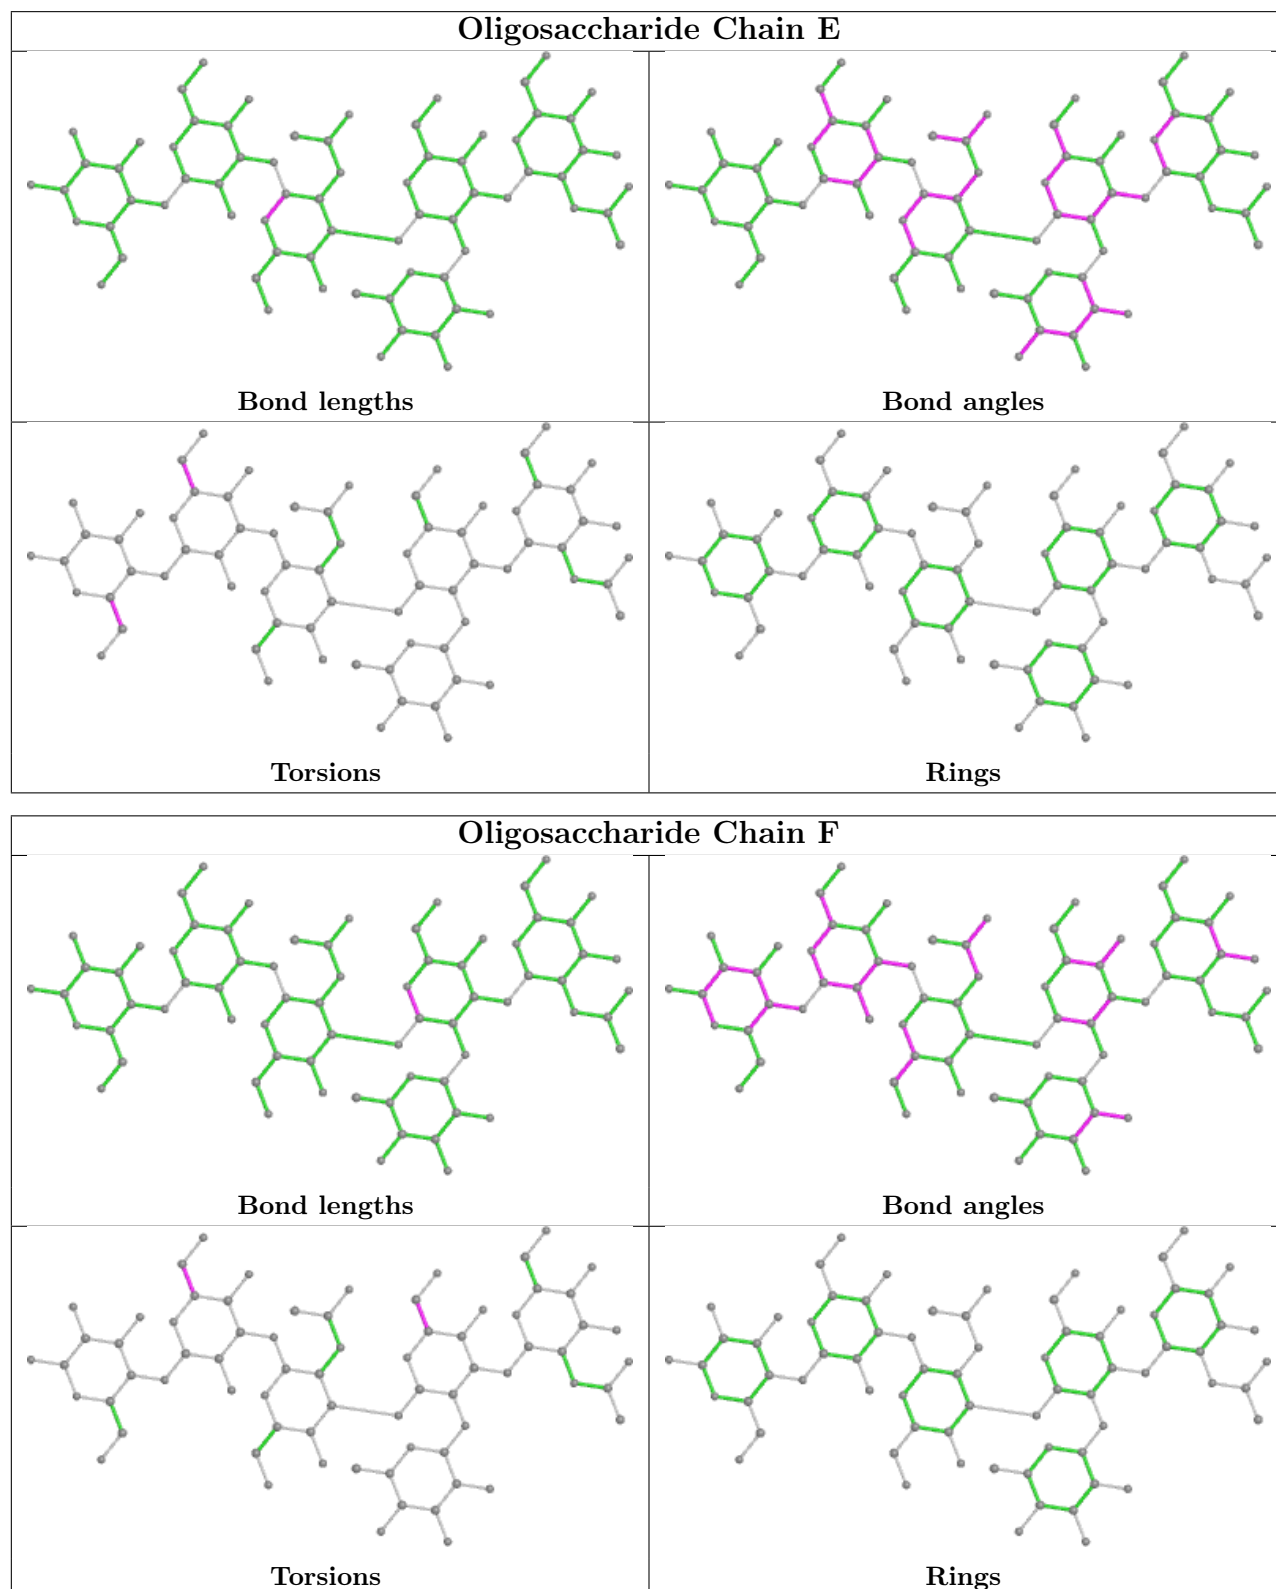 Oligosaccharide Chain E
Bond lengths
Bond angles
Torsions
Rings
Oligosaccharide Chain F
Bond lengths
Bond angles
Torsions
Rings